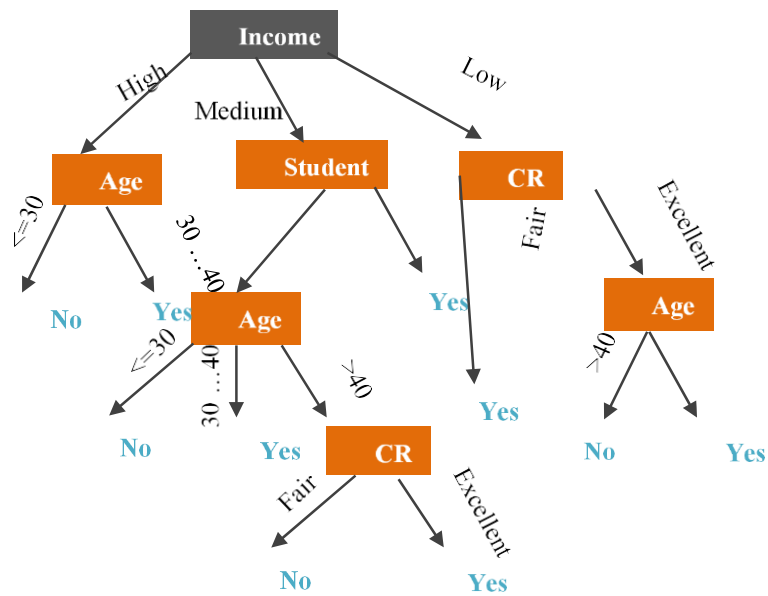 Income
High
Medium
Low
Age
Student
CR
<=30
30 …40
Fair
Excellent
No
Yes
Age
Yes
Age
<=30
30 …40
>40
>40
No
Yes
CR
Yes
No
Yes
Fair
Excellent
No
Yes